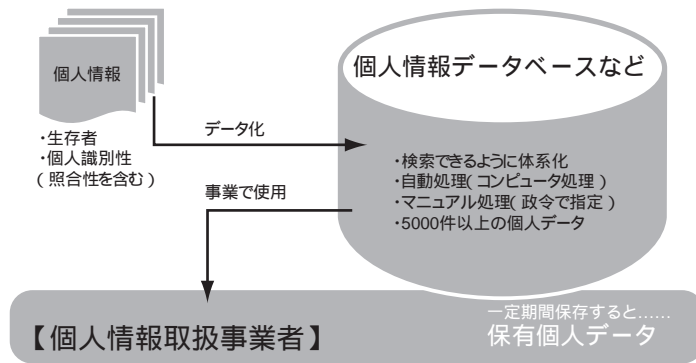 個人情報
・生存者
・個人識別性
（照合性を含む）
データ化
事業で使用
個人情報データベースなど
・検索できるように体系化
・自動処理（コンピュータ処理）
・マニュアル処理（政令で指定）
・5000件以上の個人データ
【個人情報取扱事業者】
一定期間保存すると……
保有個人データ